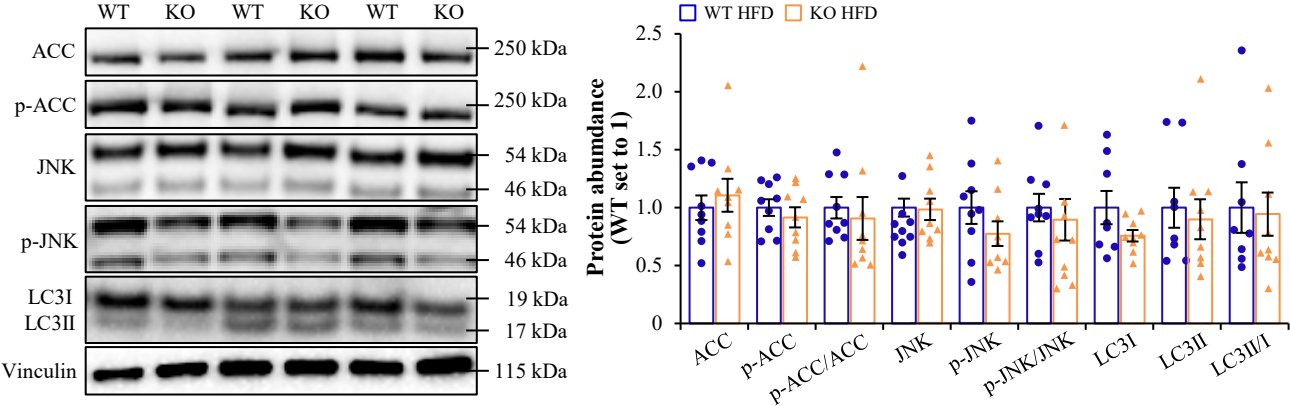 WT KO WT KO WT KO
ACC 250 kDa
p-ACC 250 kDa
JNK 54 kDa
46 kDa
p-JNK 54 kDa
46 kDa
LC3I 19 kDa
LC3II 17 kDa
Vinculin 115 kDa
WT HFD KO HFD
Protein abumdance
(WT set to 1)
2.5
2.0
1.5
1.0
0.5
0
ACC p-ACC p-ACC/ACC JNK p-JNK p-JNK/JNK LC3I LC3II LC3II/I